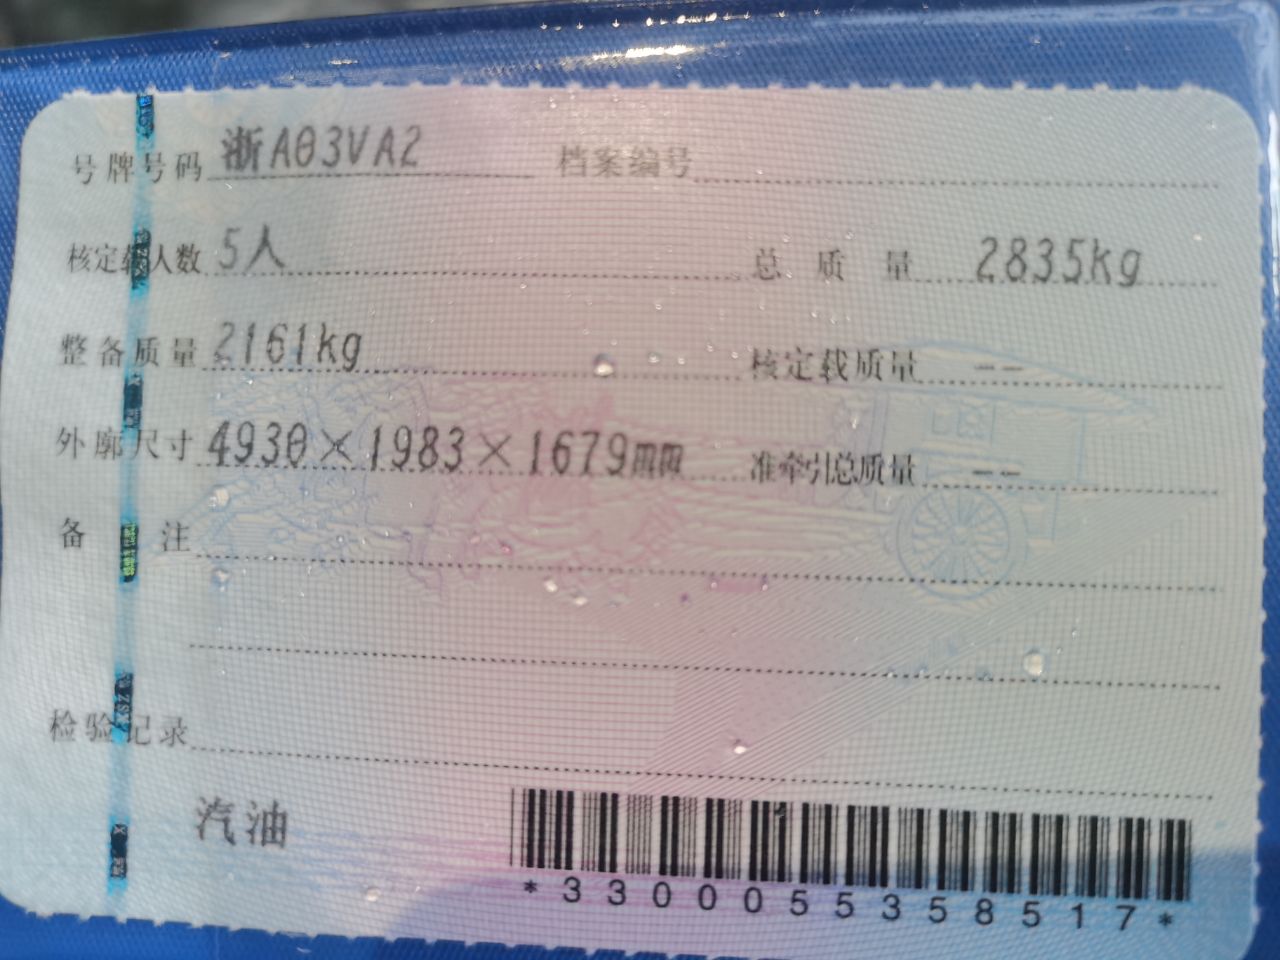 号牌号码 浙A03VA2 档案编号
核定载人数 5人 总质量 2835kg
整备质量 2161kg 核定载质量 --
外廓尺寸 4930×1983×1679mm 准牵引总质量 --
备注
检验记录
汽油
*3300055358517*